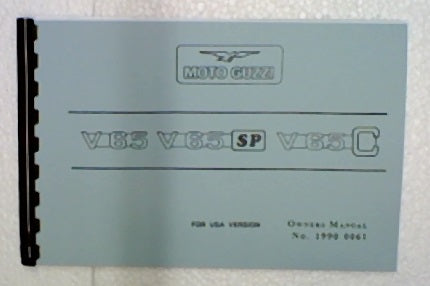 MOTO GUZZI
V65 V65 SP V65 C
FOR USA VERSION
OWNERS MANUAL
No. 1990 0061